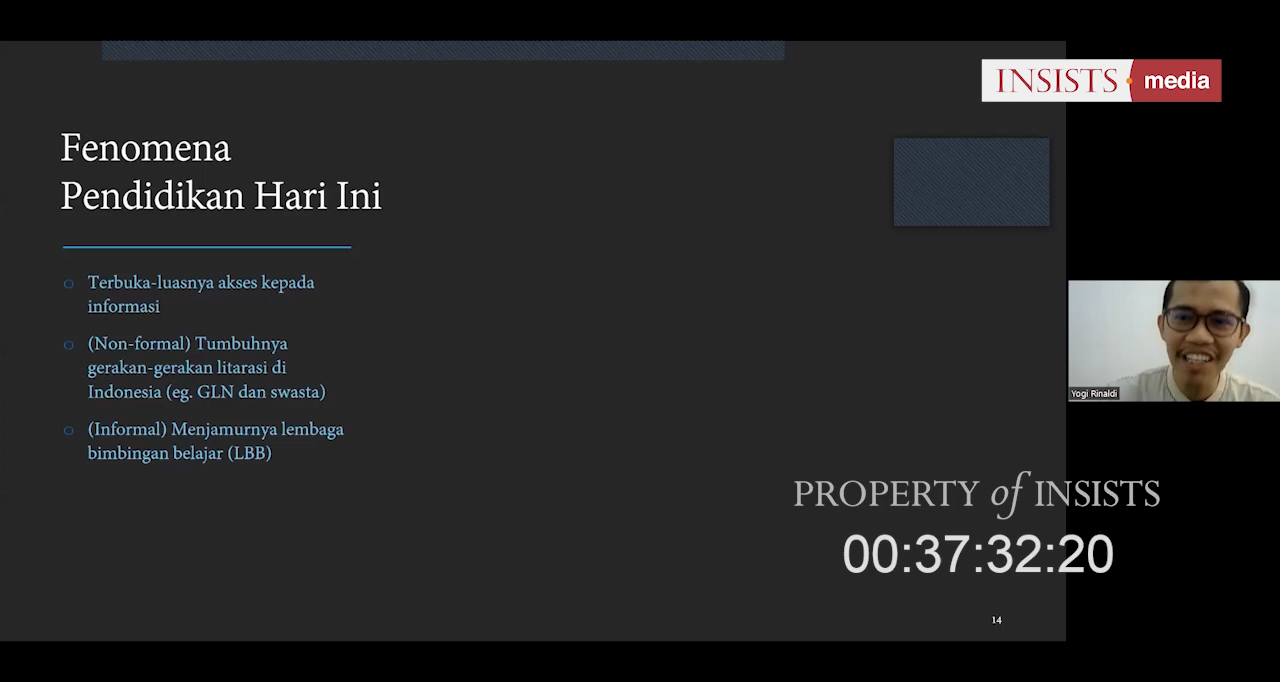 INSISTS media
Fenomena
Pendidikan Hari Ini
Terbuka-luasnya akses kepada
informasi
(Non-formal) Tumbuhnya
gerakan-gerakan litarasi di
Indonesia (eg. GLN dan swasta)
(Informal) Menjamurnya lembaga
bimbingan belajar (LBB)
Yogi Rinaldi
PROPERTY of INSISTS
00:37:32:20
14